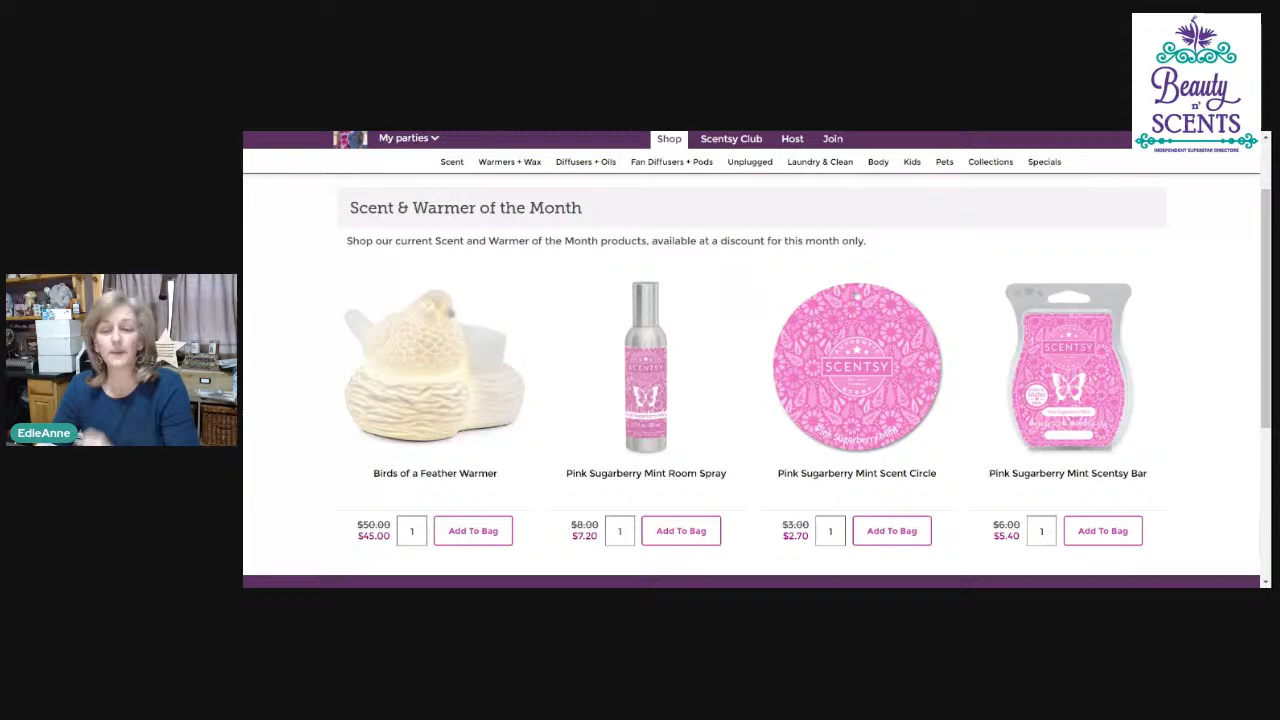 Beauty
n'
SCENTS
INDEPENDENT SUPERSTAR DIRECTORS
My parties
Shop
Scentsy Club
Host
Join
Scent
Warmers + Wax
Diffusers + Oils
Fan Diffusers + Pods
Unplugged
Laundry & Clean
Body
Kids
Pets
Collections
Specials
Scent & Warmer of the Month
Shop our current Scent and Warmer of the Month products, available at a discount for this month only.
SCENTSY
AUTHENTIC
SCENTSY
Pink Sugarberry Mint
SCENTSY
Pink Sugarberry Mint
EdieAnne
Birds of a Feather Warmer
Pink Sugarberry Mint Room Spray
Pink Sugarberry Mint Scent Circle
Pink Sugarberry Mint Scentsy Bar
$50.00
$45.00
1
Add To Bag
$8.00
$7.20
1
Add To Bag
$3.00
$2.70
1
Add To Bag
$6.00
$5.40
1
Add To Bag